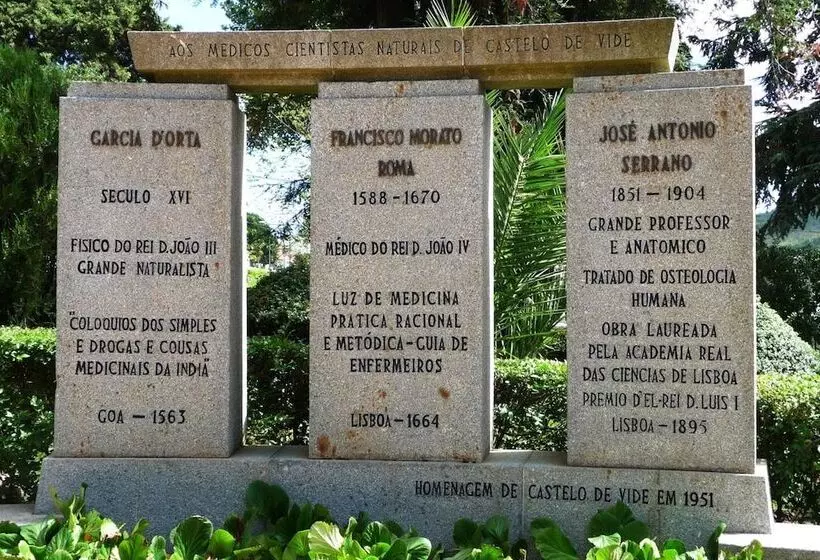 AOS MEDICOS CIENTISTAS NATURAIS DE CASTELO DE VIDE
GARCIA D'ORTA
SECULO XVI
FISICO DO REI D. JOÃO III
GRANDE NATURALISTA
"COLOQUIOS DOS SIMPLES
E DROGAS E COUSAS
MEDICINAIS DA INDIA"
GOA — 1563
FRANCISCO MORATO
ROMA
1588 - 1670
MÉDICO DO REI D. JOÃO IV
LUZ DE MEDICINA
PRATICA RACIONAL
E METÓDICA - GUIA DE
ENFERMEIROS
LISBOA - 1664
JOSÉ ANTONIO
SERRANO
1851 — 1904
GRANDE PROFESSOR
E ANATOMICO
TRATADO DE OSTEOLOGIA
HUMANA
OBRA LAUREADA
PELA ACADEMIA REAL
DAS CIENCIAS DE LISBOA
PREMIO D'EL-REI D. LUIS I
LISBOA — 1895
HOMENAGEM DE CASTELO DE VIDE EM 1951